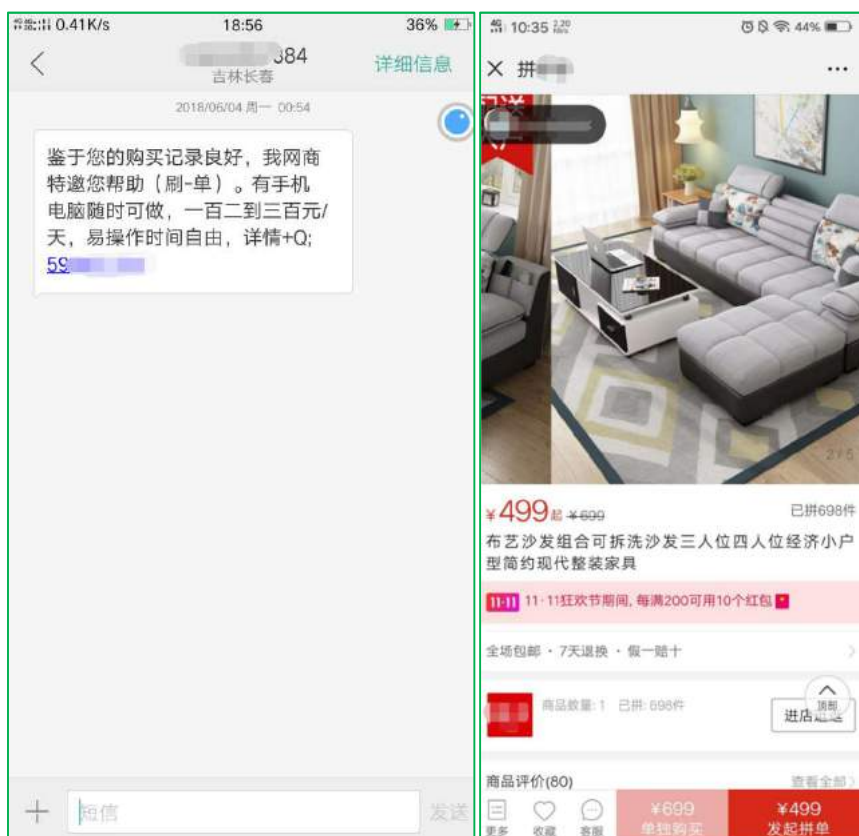 0.41K/s 18:56 36%
384
吉林长春
详细信息
2018/06/04 周一 00:54
鉴于您的购买记录良好，我网商
特邀您帮助（刷-单）。有手机
电脑随时可做，一百二到三百元/
天，易操作时间自由，详情+Q;
59
短信
发送
4G 10:35 2.20 44%
拼
2/5
¥499起 ¥699 已拼698件
布艺沙发组合可拆洗沙发三人位四人位经济小户
型简约现代整装家具
11·11 11·11狂欢节期间, 每满200可用10个红包
全场包邮 · 7天退换 · 假一赔十
商品数量: 1 已拼: 698件
顶部
进店逛逛
商品评价(80) 查看全部
更多 收藏 客服
¥699
单独购买
¥499
发起拼单